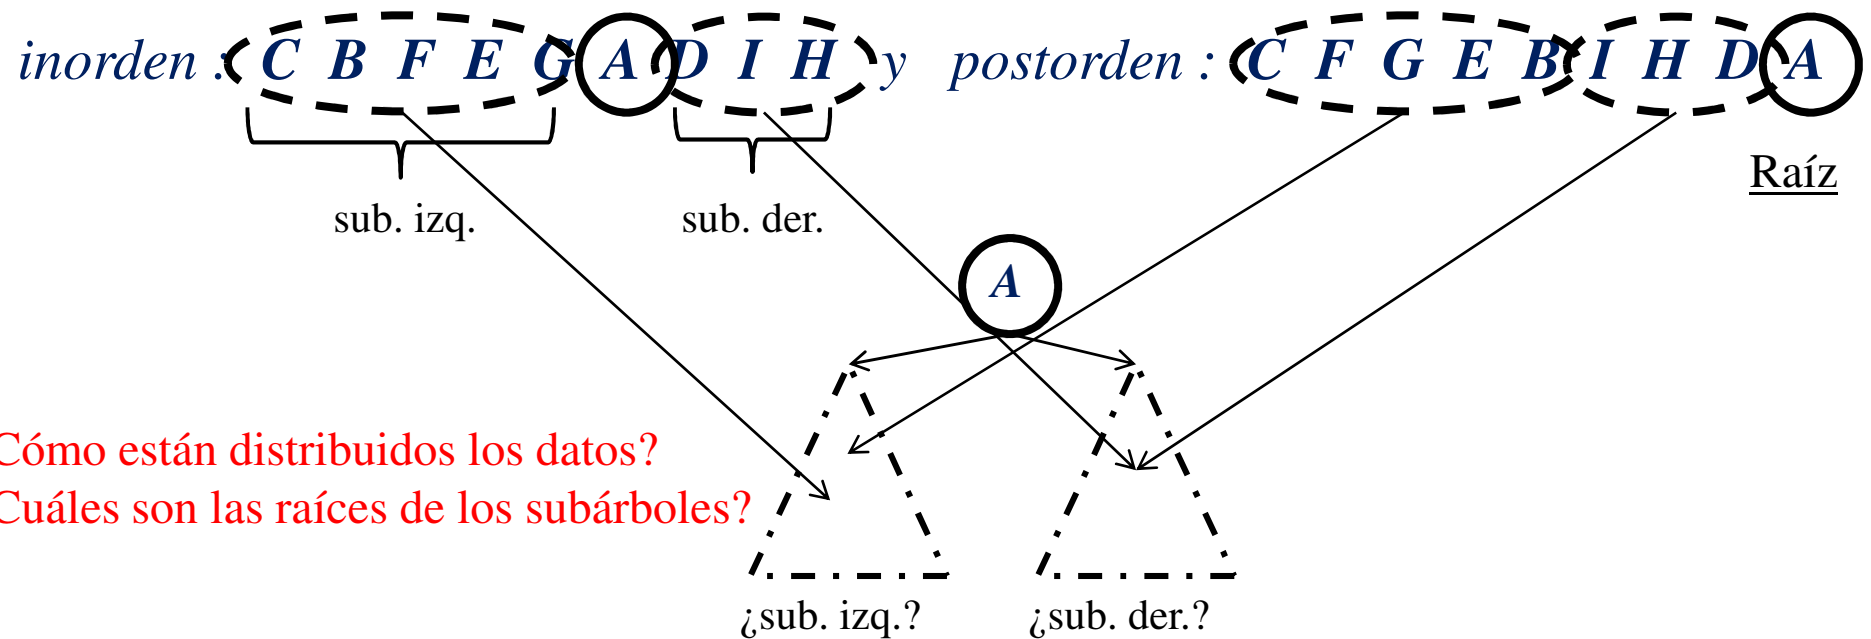 inorden : C B F E G A D I H y postorden : C F G E B I H D A
Raíz
sub. izq. sub. der.
A
Cómo están distribuidos los datos?
Cuáles son las raíces de los subárboles?
¿sub. izq.? ¿sub. der.?